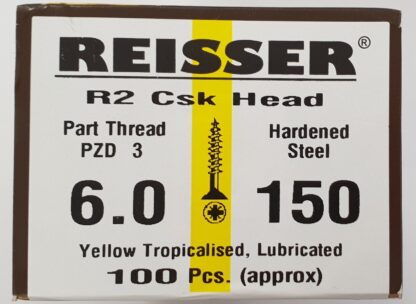 REISSER®
R2 Csk Head
Part Thread
PZD 3
Hardened
Steel
6.0
150
Yellow Tropicalised, Lubricated
100 Pcs. (approx)